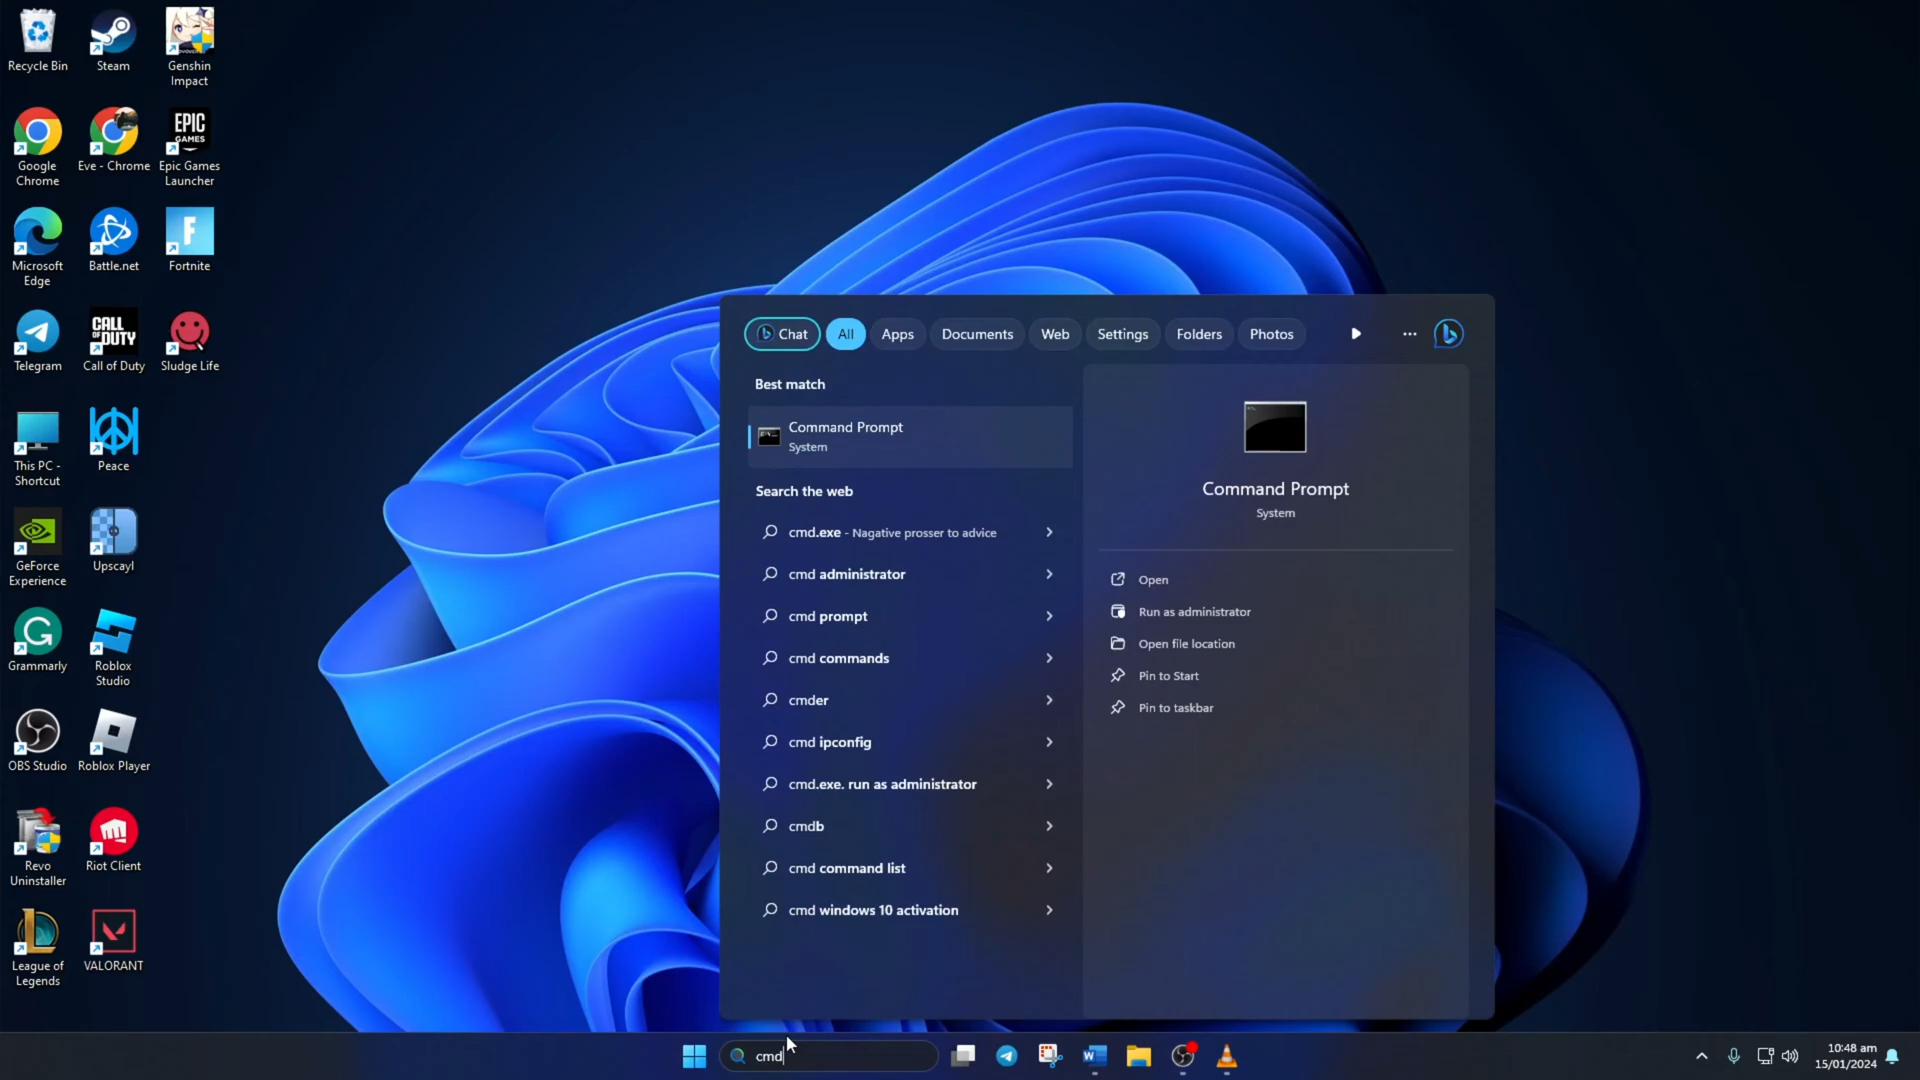 Recycle Bin
Steam
Genshin
Impact
Google
Chrome
Eve - Chrome
EPIC
GAMES
Epic Games
Launcher
Microsoft
Edge
Battle.net
F
Fortnite
Telegram
CALL
OF DUTY
Call of Duty
Sludge Life
This PC -
Shortcut
Peace
GeForce
Experience
Upscayl
Grammarly
Roblox
Studio
OBS Studio
Roblox Player
Revo
Uninstaller
Riot Client
League of
Legends
VALORANT
Chat
All
Apps
Documents
Web
Settings
Folders
Photos
Best match
Command Prompt
System
Search the web
cmd.exe - Nagative prosser to advice
cmd administrator
cmd prompt
cmd commands
cmder
cmd ipconfig
cmd.exe. run as administrator
cmdb
cmd command list
cmd windows 10 activation
Command Prompt
System
Open
Run as administrator
Open file location
Pin to Start
Pin to taskbar
cmd
10:48 am
15/01/2024